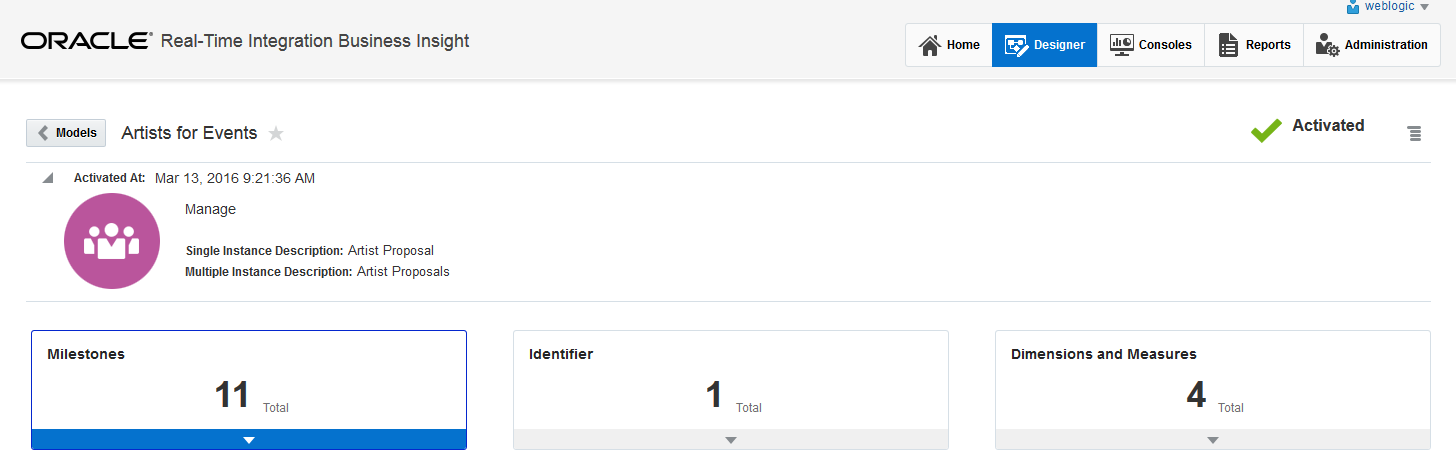 weblogic
ORACLE® Real-Time Integration Business Insight
Home Designer Consoles Reports Administration
Models Artists for Events Activated
Activated At: Mar 13, 2016 9:21:36 AM
Manage
Single Instance Description: Artist Proposal
Multiple Instance Description: Artist Proposals
Milestones Identifier Dimensions and Measures
11 Total 1 Total 4 Total